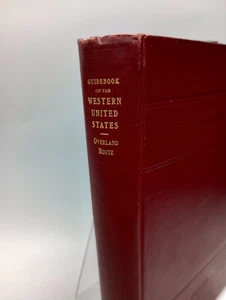 GUIDEBOOK
OF THE
WESTERN
UNITED
STATES
OVERLAND
ROUTE